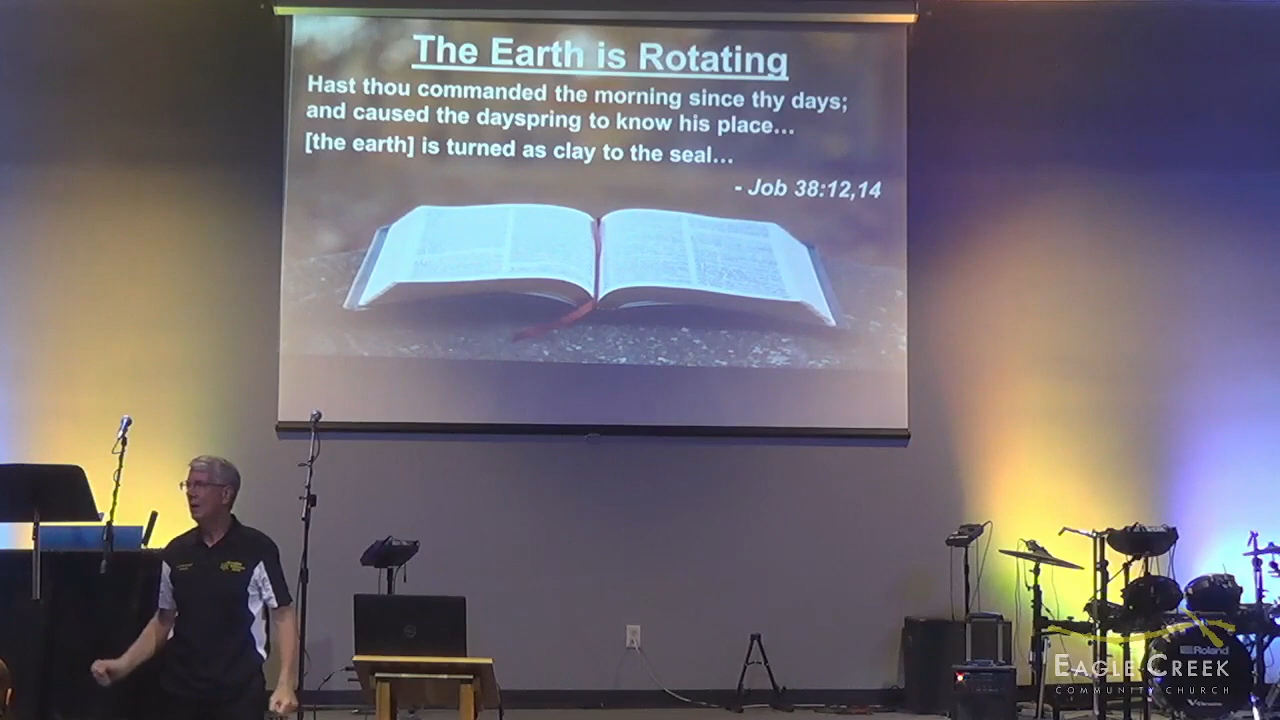 The Earth is Rotating
Hast thou commanded the morning since thy days;
and caused the dayspring to know his place...
[the earth] is turned as clay to the seal...
- Job 38:12,14
Roland
EAGLE CREEK
COMMUNITY CHURCH
V-Drums